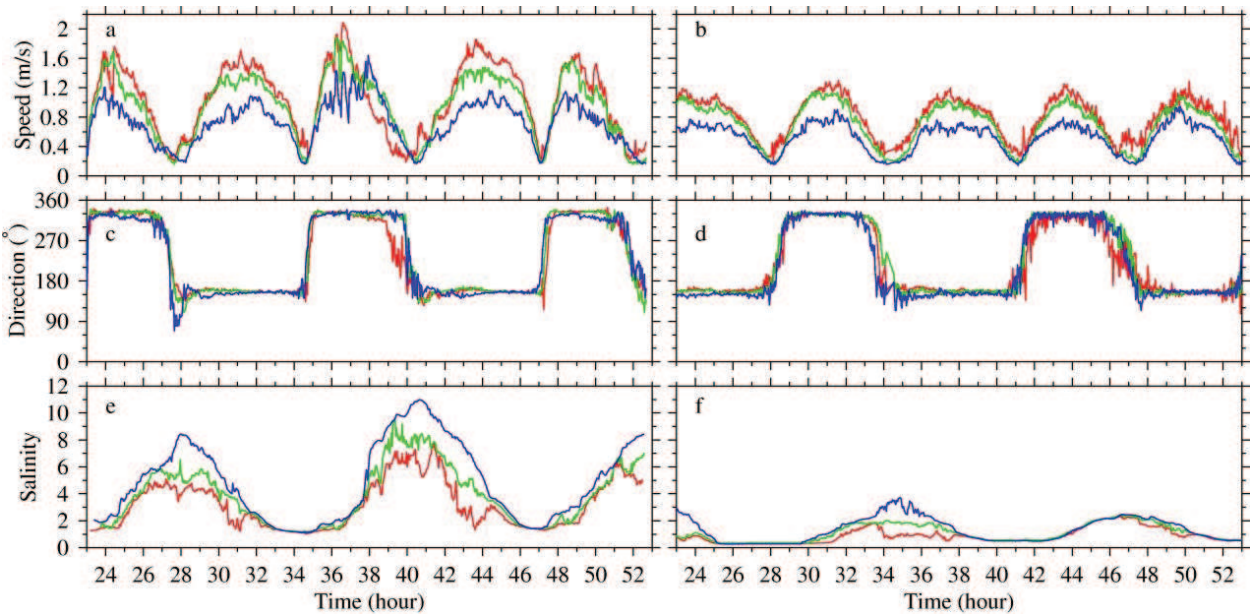 a
b
Speed (m/s)
2
1.6
1.2
0.8
0.4
0
c
d
Direction (°)
360
270
180
90
0
e
f
Salinity
12
10
8
6
4
2
0
24 26 28 30 32 34 36 38 40 42 44 46 48 50 52
24 26 28 30 32 34 36 38 40 42 44 46 48 50 52
Time (hour)
Time (hour)